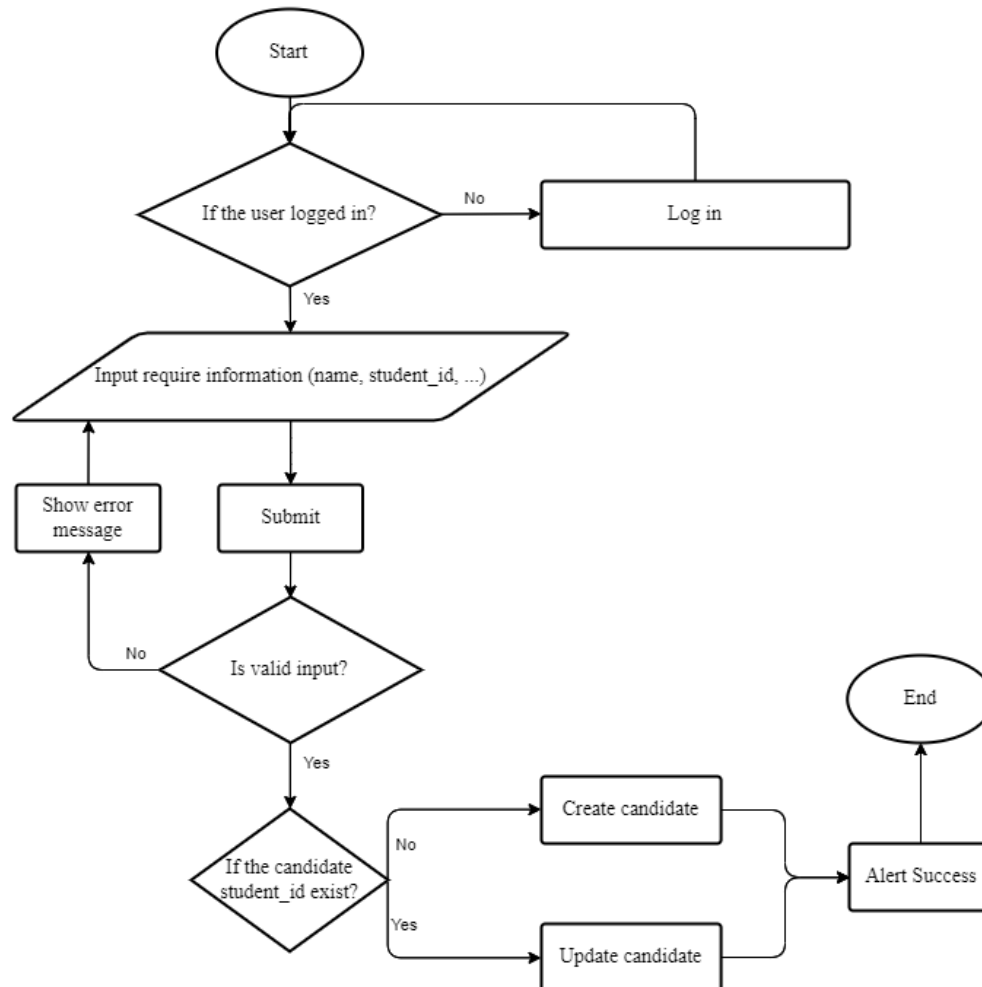 Start
If the user logged in?
No
Log in
Yes
Input require information (name, student_id, ...)
Show error
message
Submit
No
Is valid input?
Yes
End
If the candidate
student_id exist?
No
Yes
Create candidate
Update candidate
Alert Success